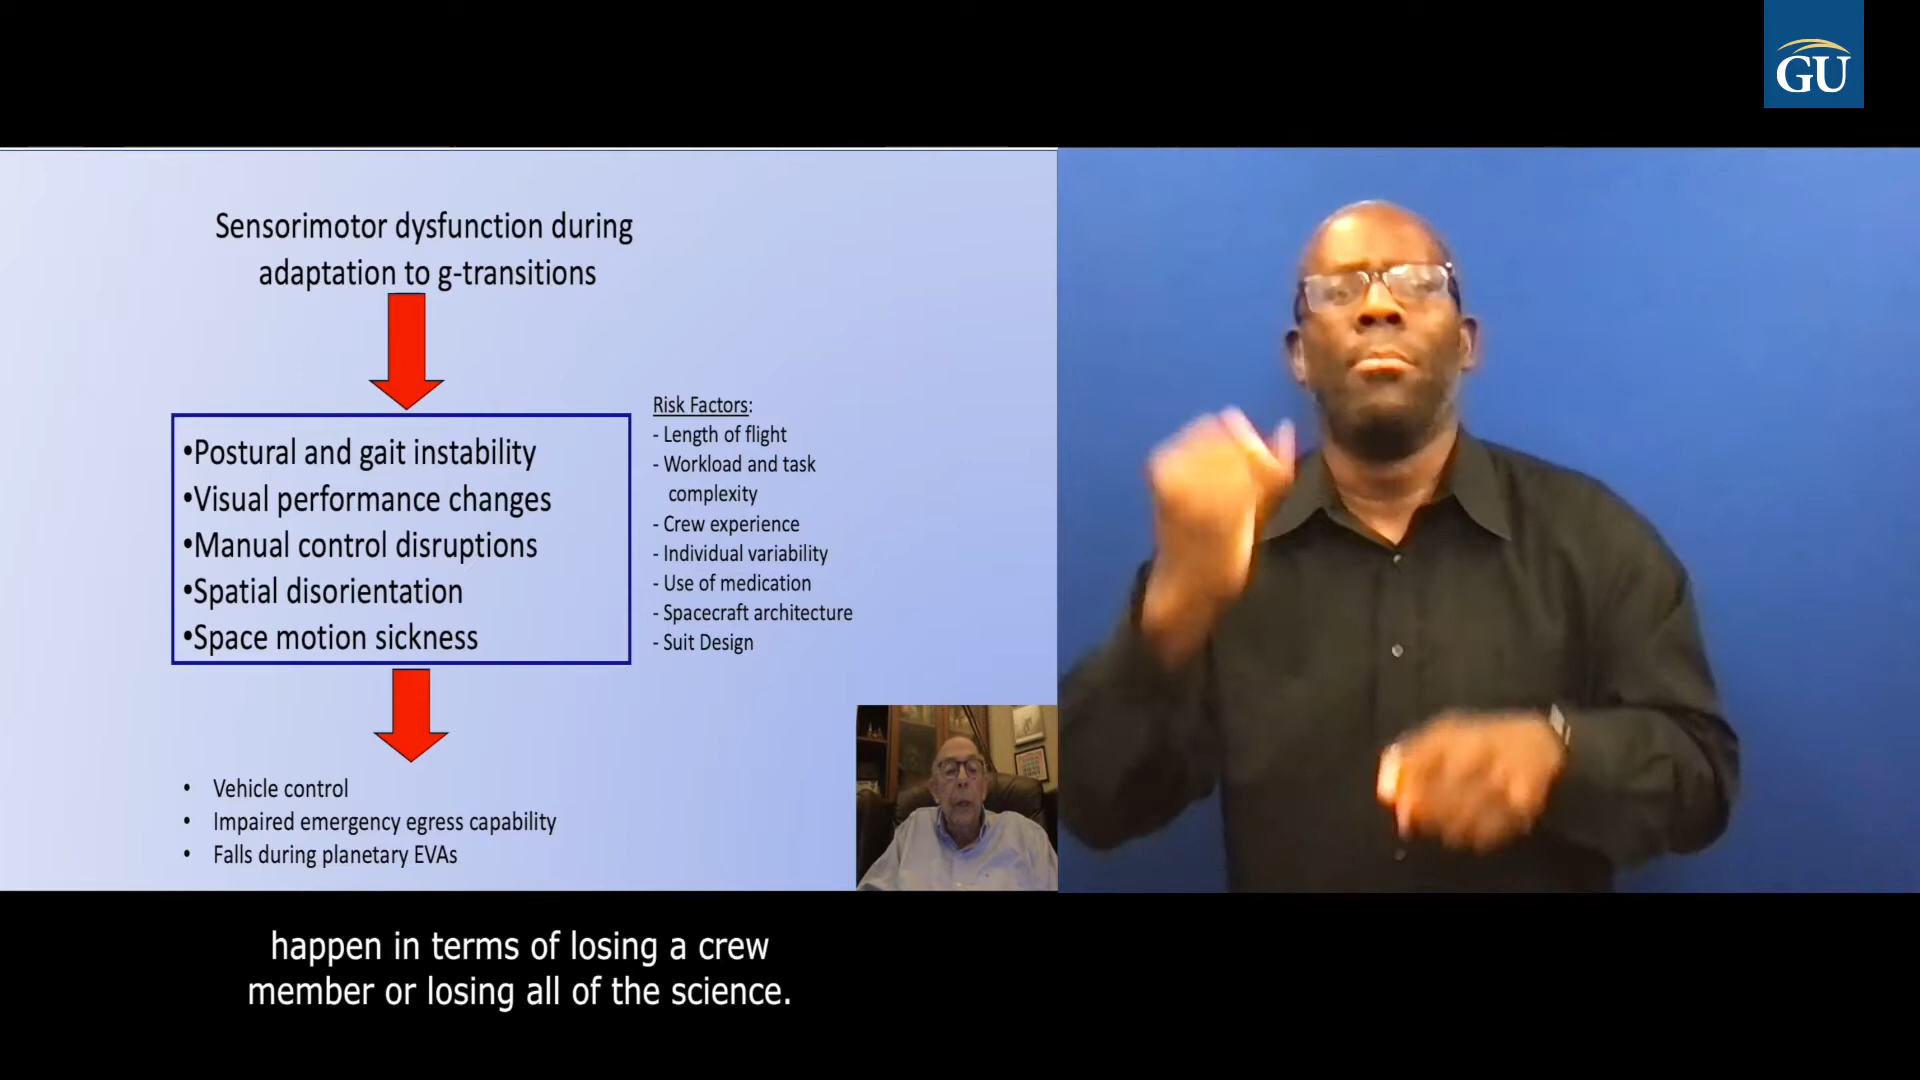 GU
Sensorimotor dysfunction during
adaptation to g-transitions
•Postural and gait instability
•Visual performance changes
•Manual control disruptions
•Spatial disorientation
•Space motion sickness
Risk Factors:
- Length of flight
- Workload and task
complexity
- Crew experience
- Individual variability
- Use of medication
- Spacecraft architecture
- Suit Design
• Vehicle control
• Impaired emergency egress capability
• Falls during planetary EVAs
happen in terms of losing a crew
member or losing all of the science.